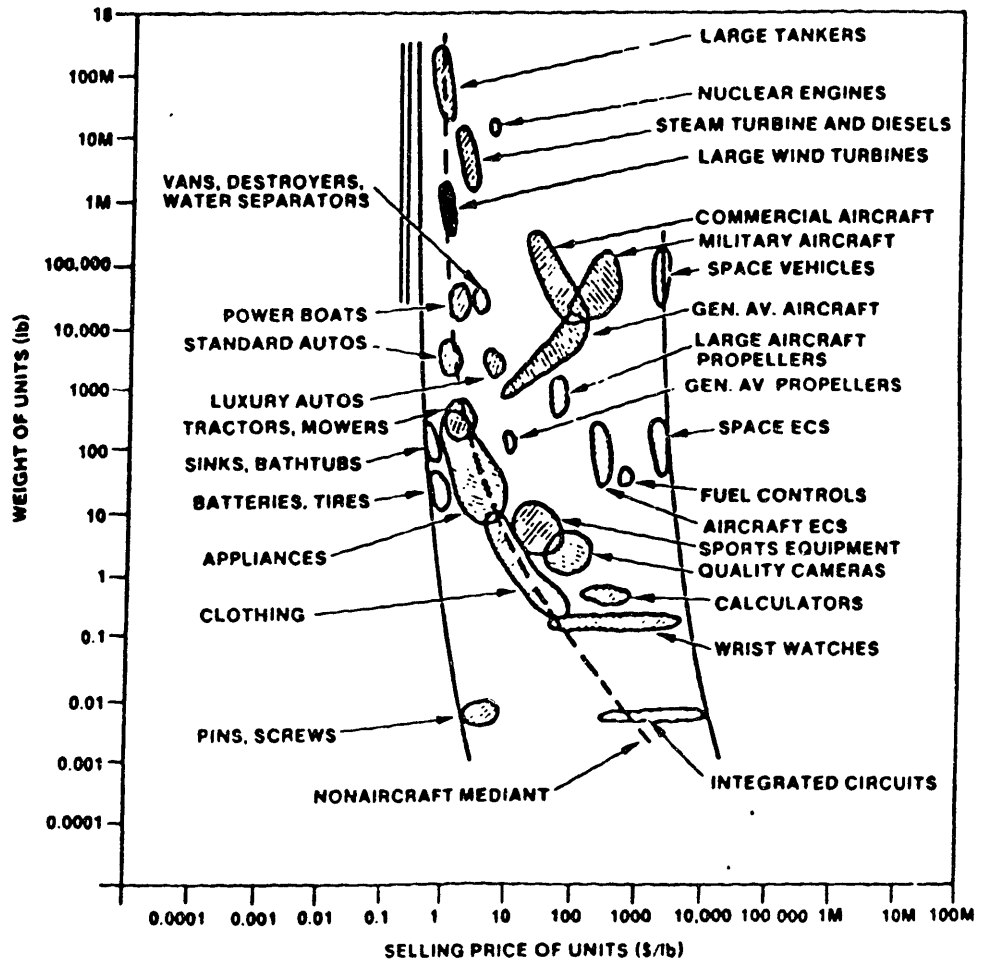 18
100M
10M
1M
100.000
10.000
1000
100
10
1
0.1
0.01
0.001
0.0001
WEIGHT OF UNITS (lb)
LARGE TANKERS
NUCLEAR ENGINES
STEAM TURBINE AND DIESELS
LARGE WIND TURBINES
VANS, DESTROYERS,
WATER SEPARATORS
COMMERCIAL AIRCRAFT
MILITARY AIRCRAFT
SPACE VEHICLES
POWER BOATS
GEN. AV. AIRCRAFT
STANDARD AUTOS
LARGE AIRCRAFT
PROPELLERS
GEN. AV PROPELLERS
LUXURY AUTOS
TRACTORS, MOWERS
SPACE ECS
SINKS, BATHTUBS
BATTERIES, TIRES
FUEL CONTROLS
AIRCRAFT ECS
APPLIANCES
SPORTS EQUIPMENT
QUALITY CAMERAS
CLOTHING
CALCULATORS
WRIST WATCHES
PINS, SCREWS
NONAIRCRAFT MEDIANT
INTEGRATED CIRCUITS
0.0001 0.001 0.01 0.1 1 10 100 1000 10,000 100 000 1M 10M 100M
SELLING PRICE OF UNITS ($/lb)